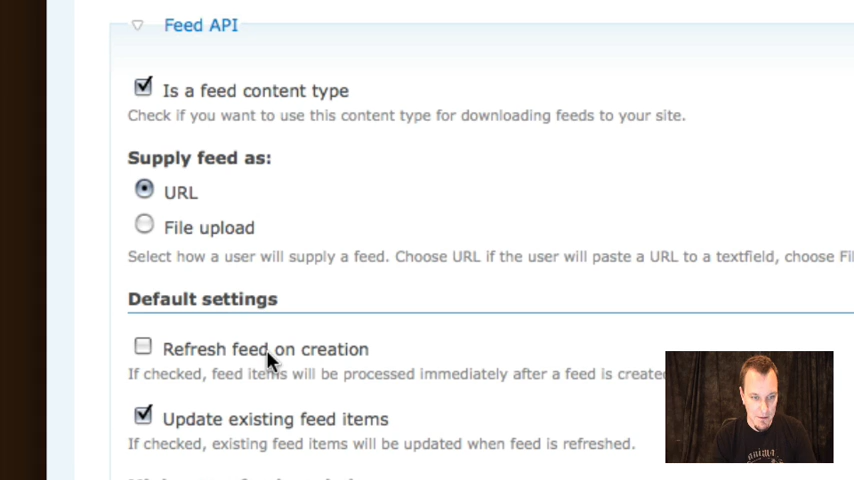 Feed API
Is a feed content type
Check if you want to use this content type for downloading feeds to your site.
Supply feed as:
URL
File upload
Select how a user will supply a feed. Choose URL if the user will paste a URL to a textfield, choose Fi
Default settings
Refresh feed on creation
If checked, feed items will be processed immediately after a feed is create
Update existing feed items
If checked, existing feed items will be updated when feed is refreshed.